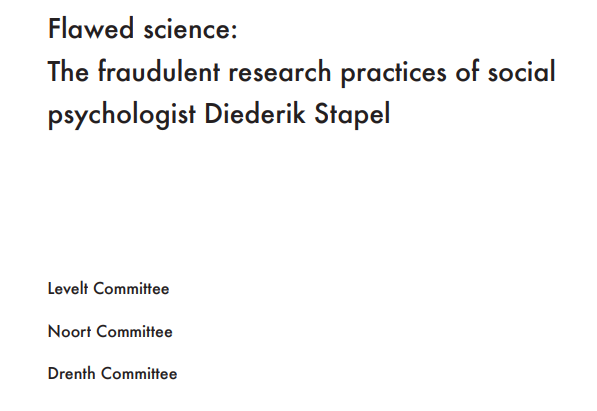 Flawed science:
The fraudulent research practices of social
psychologist Diederik Stapel
Levelt Committee
Noort Committee
Drenth Committee